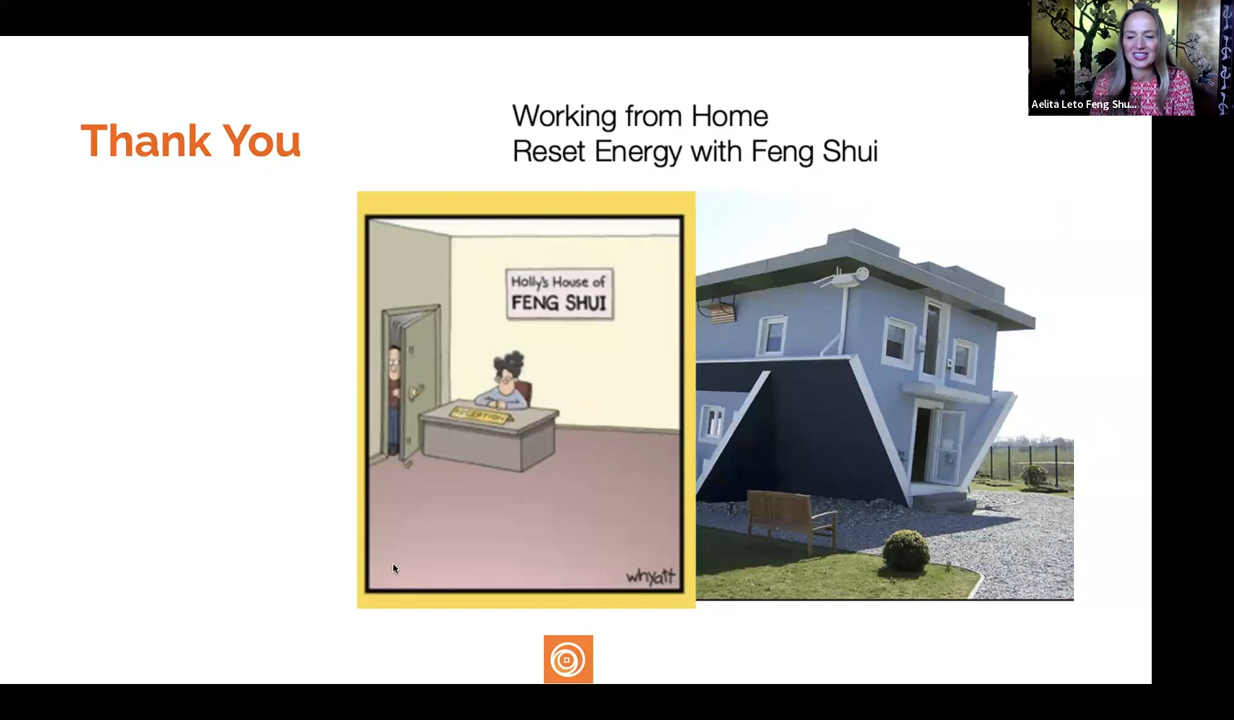 Aelita Leto Feng Shu...
Thank You
Working from Home
Reset Energy with Feng Shui
Holly's House of
FENG SHUI
RECEPTION
whyatt